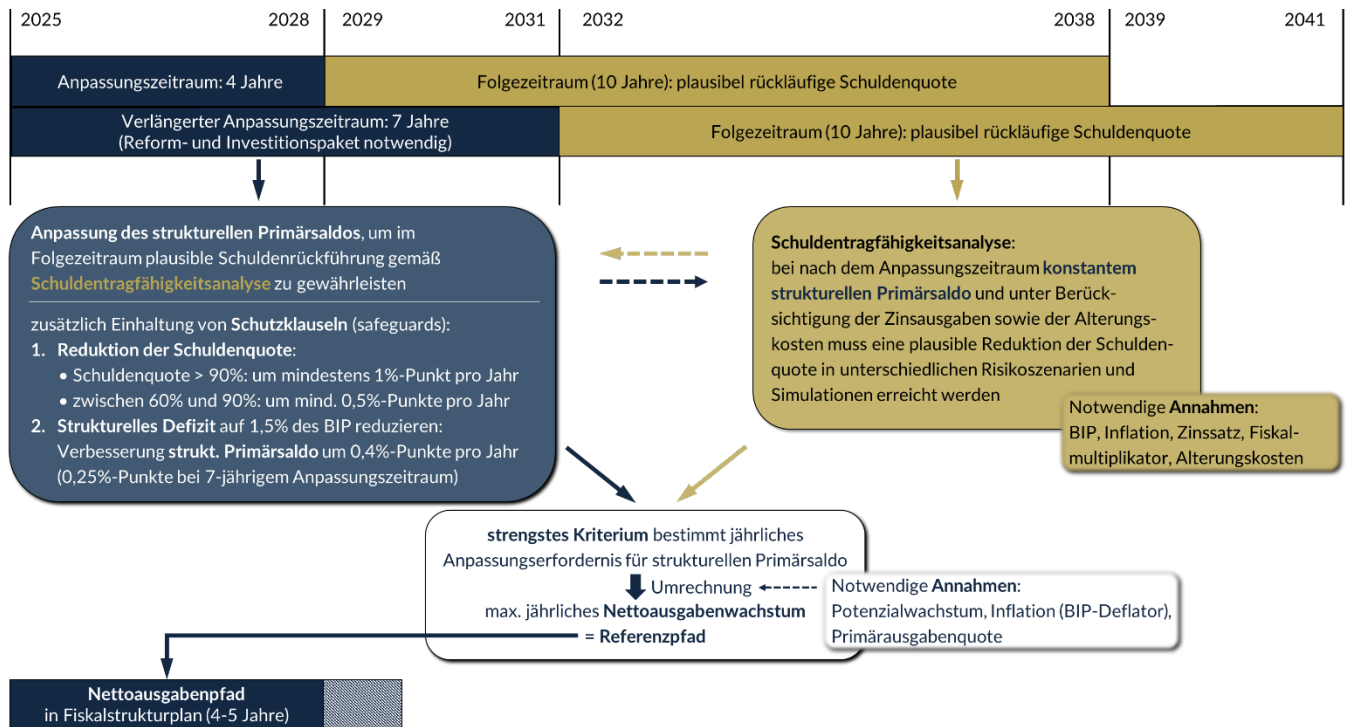 2025 2028 2029 2031 2032 2038 2039 2041
Anpassungszeitraum: 4 Jahre
Folgezeitraum (10 Jahre): plausibel rückläufige Schuldenquote
Verlängerter Anpassungszeitraum: 7 Jahre
(Reform- und Investitionspaket notwendig)
Folgezeitraum (10 Jahre): plausibel rückläufige Schuldenquote
Anpassung des strukturellen Primärsaldos, um im
Folgezeitraum plausible Schuldenrückführung gemäß
Schuldentragfähigkeitsanalyse zu gewährleisten
zusätzlich Einhaltung von Schutzklauseln (safeguards):
1. Reduktion der Schuldenquote:
• Schuldenquote > 90%: um mindestens 1%-Punkt pro Jahr
• zwischen 60% und 90%: um mind. 0,5%-Punkte pro Jahr
2. Strukturelles Defizit auf 1,5% des BIP reduzieren:
Verbesserung strukt. Primärsaldo um 0,4%-Punkte pro Jahr
(0,25%-Punkte bei 7-jährigem Anpassungszeitraum)
Schuldentragfähigkeitsanalyse:
bei nach dem Anpassungszeitraum konstantem
strukturellen Primärsaldo und unter Berück-
sichtigung der Zinsausgaben sowie der Alterungs-
kosten muss eine plausible Reduktion der Schulden-
quote in unterschiedlichen Risikoszenarien und
Simulationen erreicht werden
Notwendige Annahmen:
BIP, Inflation, Zinssatz, Fiskal-
multiplikator, Alterungskosten
strengstes Kriterium bestimmt jährliches
Anpassungserfordernis für strukturellen Primärsaldo
Umrechnung
max. jährliches Nettoausgabenwachstum
= Referenzpfad
Notwendige Annahmen:
Potenzialwachstum, Inflation (BIP-Deflator),
Primärausgabenquote
Nettoausgabenpfad
in Fiskalstrukturplan (4-5 Jahre)